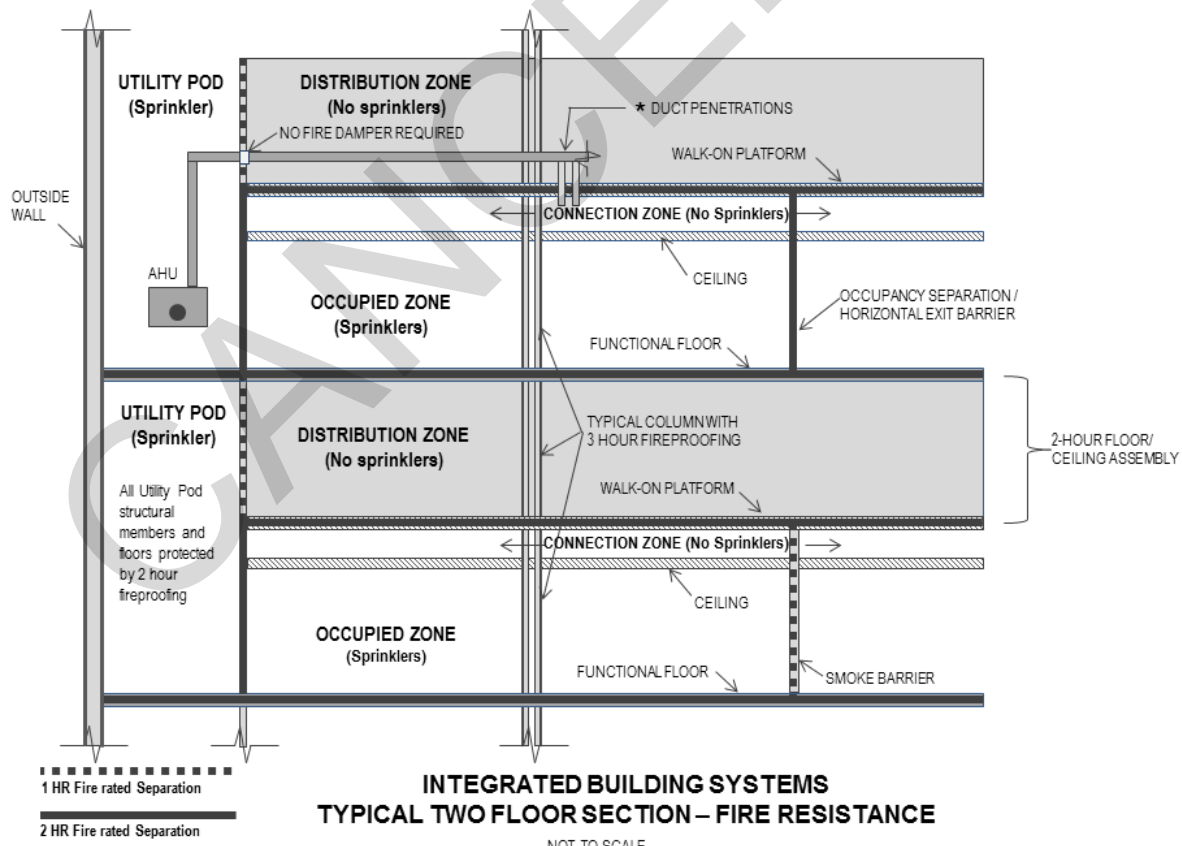 UTILITY POD
(Sprinkler)
DISTRIBUTION ZONE
(No sprinklers)
NO FIRE DAMPER REQUIRED
* DUCT PENETRATIONS
WALK-ON PLATFORM
OUTSIDE
WALL
CONNECTION ZONE (No Sprinklers)
CEILING
AHU
OCCUPIED ZONE
(Sprinklers)
OCCUPANCY SEPARATION /
HORIZONTAL EXIT BARRIER
FUNCTIONAL FLOOR
UTILITY POD
(Sprinkler)
DISTRIBUTION ZONE
(No sprinklers)
TYPICAL COLUMN WITH
3 HOUR FIREPROOFING
2-HOUR FLOOR/
CEILING ASSEMBLY
All Utility Pod
structural
members and
floors protected
by 2 hour
fireproofing
WALK-ON PLATFORM
CONNECTION ZONE (No Sprinklers)
CEILING
OCCUPIED ZONE
(Sprinklers)
FUNCTIONAL FLOOR
SMOKE BARRIER
1 HR Fire rated Separation
2 HR Fire rated Separation
INTEGRATED BUILDING SYSTEMS
TYPICAL TWO FLOOR SECTION – FIRE RESISTANCE
NOT TO SCALE